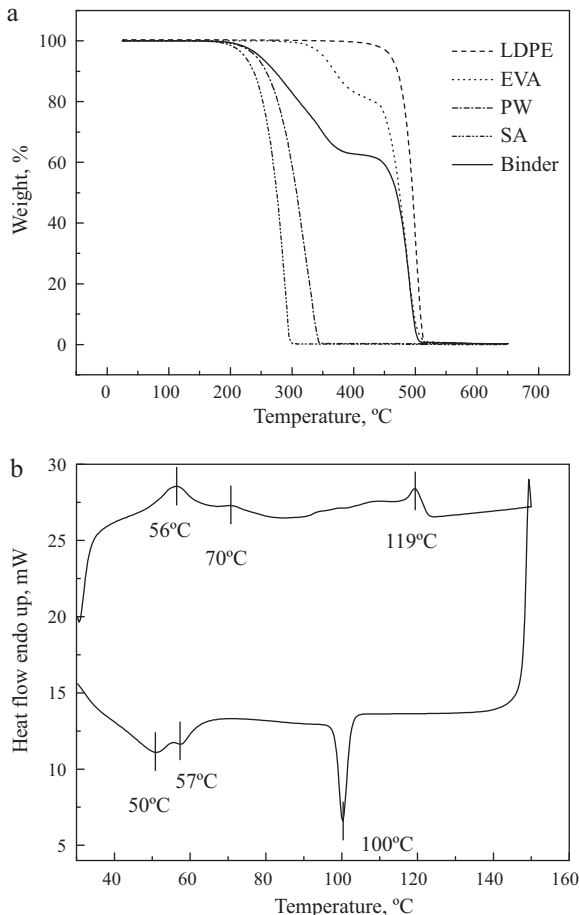 a
100
80
60
40
20
0
Weight, %
LDPE
EVA
PW
SA
Binder
0 100 200 300 400 500 600 700
Temperature, ºC
b
30
25
20
15
10
5
Heat flow endo up, mW
56ºC
70ºC
119ºC
50ºC
57ºC
100ºC
40 60 80 100 120 140 160
Temperature, ºC